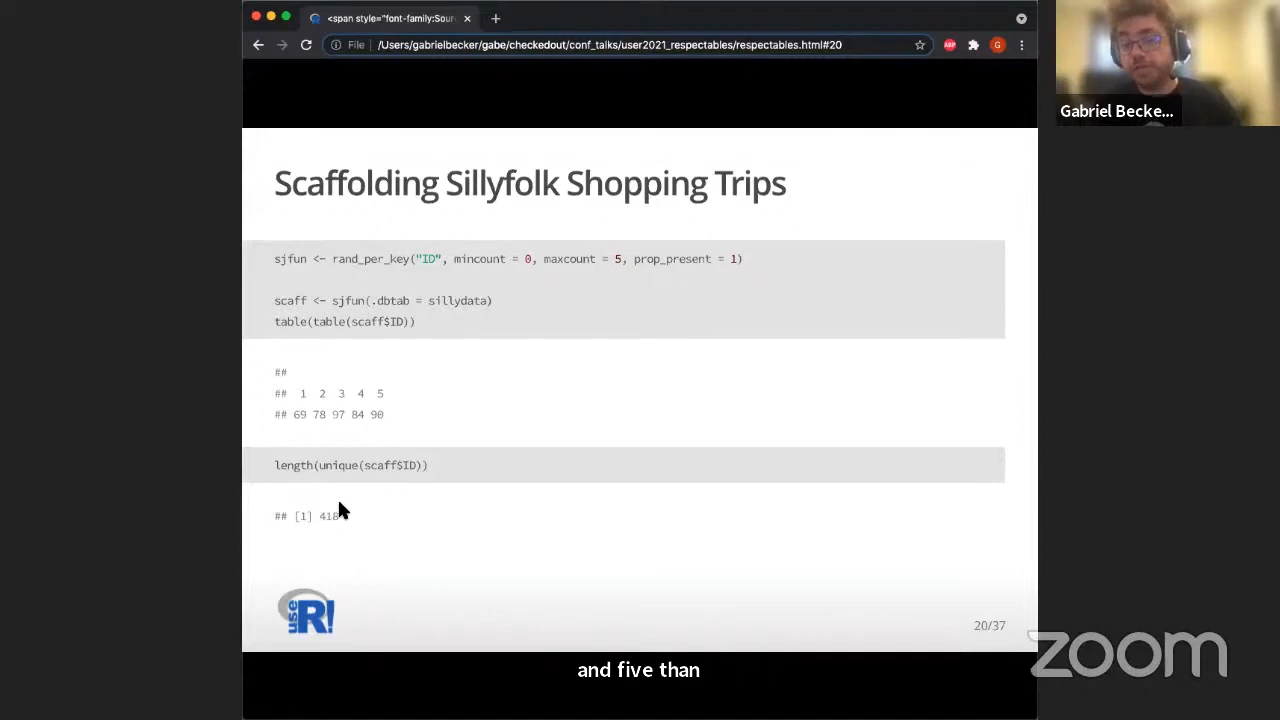 <span style="font-family:Sour
File
/Users/gabrielbecker/gabe/checkedout/conf_talks/user2021_respectables/respectables.html#20
ABP
G
Gabriel Becke...
Scaffolding Sillyfolk Shopping Trips
sjfun <- rand_per_key("ID", mincount = 0, maxcount = 5, prop_present = 1)
scaff <- sjfun(.dbtab = sillydata)
table(table(scaff$ID))
##
## 1 2 3 4 5
## 69 78 97 84 90
length(unique(scaff$ID))
## [1] 418
use R!
20/37
zoom
and five than